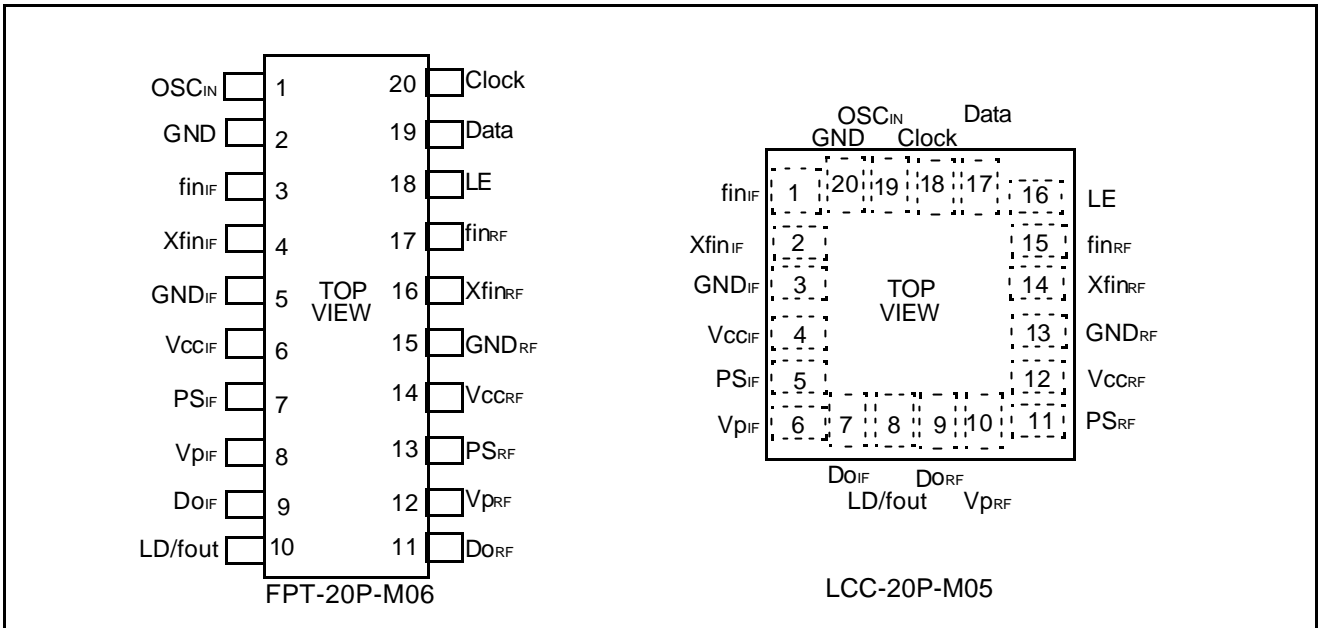 OSCIN 1 20 Clock
GND 2 19 Data
finIF 3 18 LE
XfinIF 4 17 finRF
GNDIF 5 16 XfinRF
TOP
VIEW
VccIF 6 15 GNDRF
PSIF 7 14 VccRF
VpIF 8 13 PSRF
DoIF 9 12 VpRF
LD/fout 10 11 DoRF
FPT-20P-M06
OSCIN Data
GND Clock
finIF 1 20 19 18 17 16 LE
XfinIF 2 15 finRF
GNDIF 3 14 XfinRF
TOP
VIEW
VccIF 4 13 GNDRF
PSIF 5 12 VccRF
VpIF 6 7 8 9 10 11 PSRF
DoIF DoRF
LD/fout VpRF
LCC-20P-M05